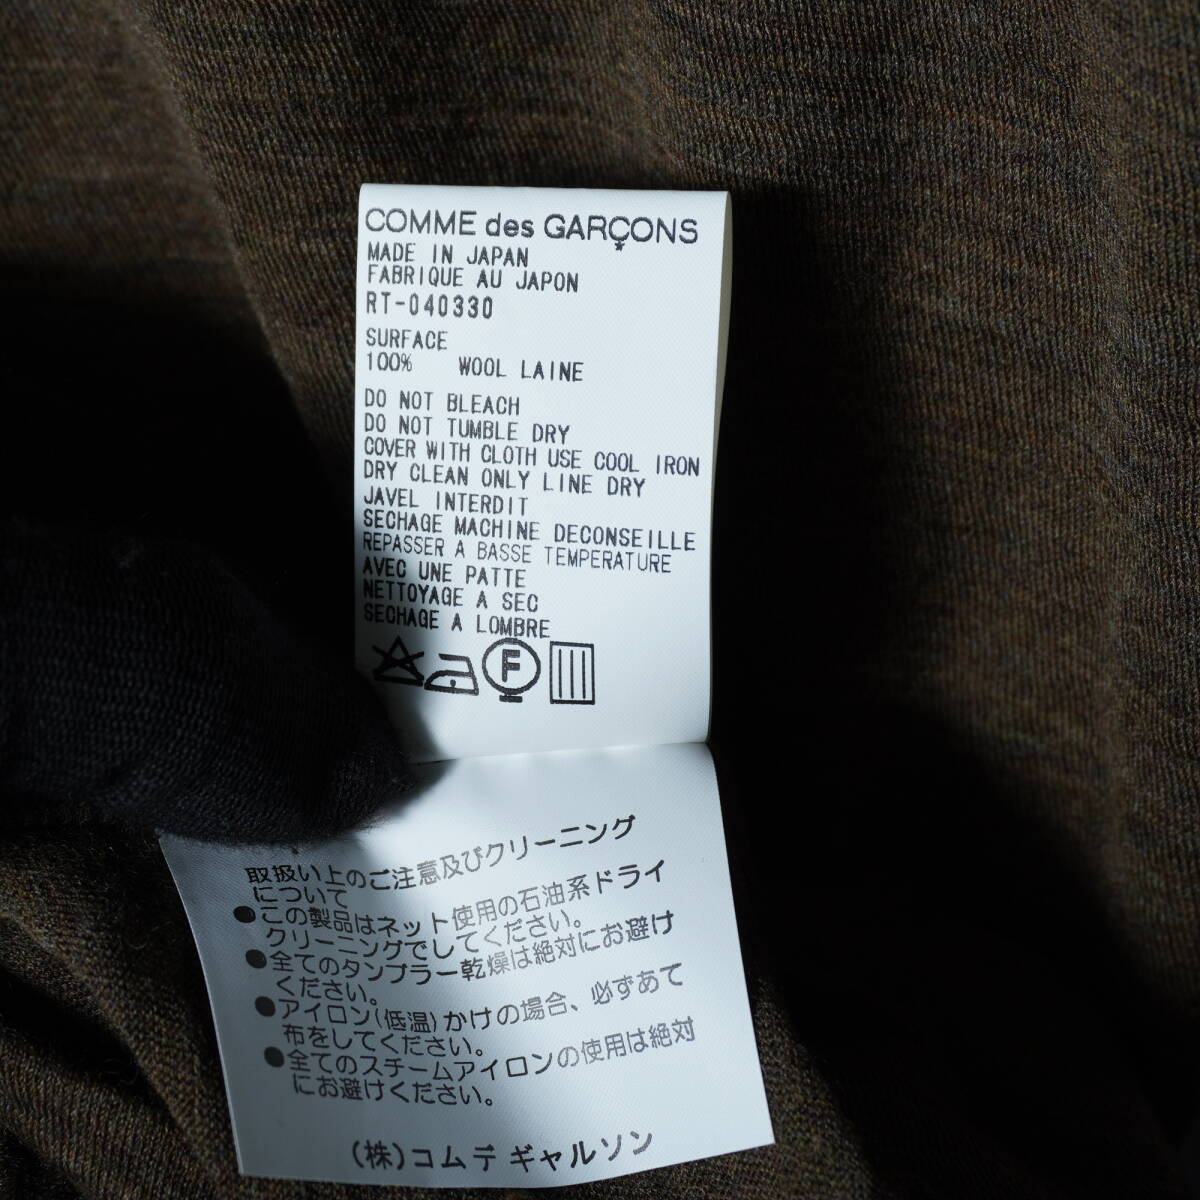 COMME des GARÇONS
MADE IN JAPAN
FABRIQUE AU JAPON
RT-040330
SURFACE
100% WOOL LAINE
DO NOT BLEACH
DO NOT TUMBLE DRY
COVER WITH CLOTH USE COOL IRON
DRY CLEAN ONLY LINE DRY
JAVEL INTERDIT
SECHAGE MACHINE DECONSEILLE
REPASSER A BASSE TEMPERATURE
AVEC UNE PATTE
NETTOYAGE A SEC
SECHAGE A LOMBRE
F
取扱い上のご注意及びクリーニング
について
●この製品はネット使用の石油系ドライ
クリーニングでしてください。
●全てのタンブラー乾燥は絶対にお避け
ください。
●アイロン(低温)かけの場合、必ずあて
布をしてください。
●全てのスチームアイロンの使用は絶対
にお避けください。
(株)コムデギャルソン